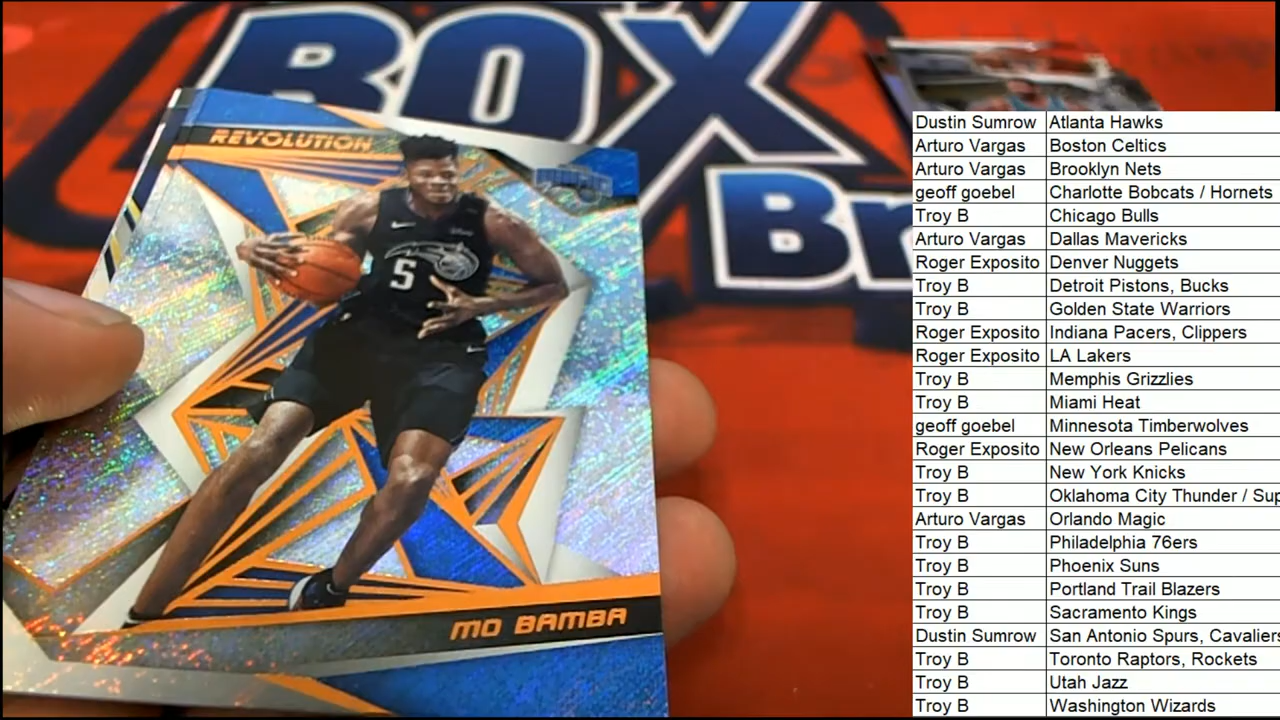 BOX
Br
REVOLUTION
5
MO BAMBA
Dustin Sumrow Atlanta Hawks
Arturo Vargas Boston Celtics
Arturo Vargas Brooklyn Nets
geoff goebel Charlotte Bobcats / Hornets
Troy B Chicago Bulls
Arturo Vargas Dallas Mavericks
Roger Exposito Denver Nuggets
Troy B Detroit Pistons, Bucks
Troy B Golden State Warriors
Roger Exposito Indiana Pacers, Clippers
Roger Exposito LA Lakers
Troy B Memphis Grizzlies
Troy B Miami Heat
geoff goebel Minnesota Timberwolves
Roger Exposito New Orleans Pelicans
Troy B New York Knicks
Troy B Oklahoma City Thunder / Sup
Arturo Vargas Orlando Magic
Troy B Philadelphia 76ers
Troy B Phoenix Suns
Troy B Portland Trail Blazers
Troy B Sacramento Kings
Dustin Sumrow San Antonio Spurs, Cavaliers
Troy B Toronto Raptors, Rockets
Troy B Utah Jazz
Troy B Washington Wizards